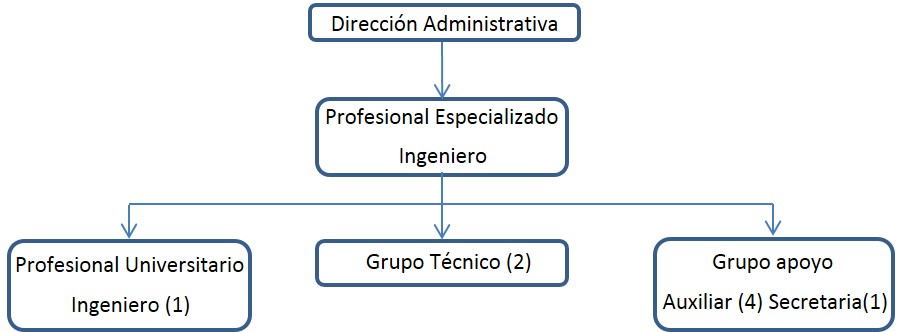 Dirección Administrativa
Profesional Especializado
Ingeniero
Profesional Universitario
Ingeniero (1)
Grupo Técnico (2)
Grupo apoyo
Auxiliar (4) Secretaria(1)